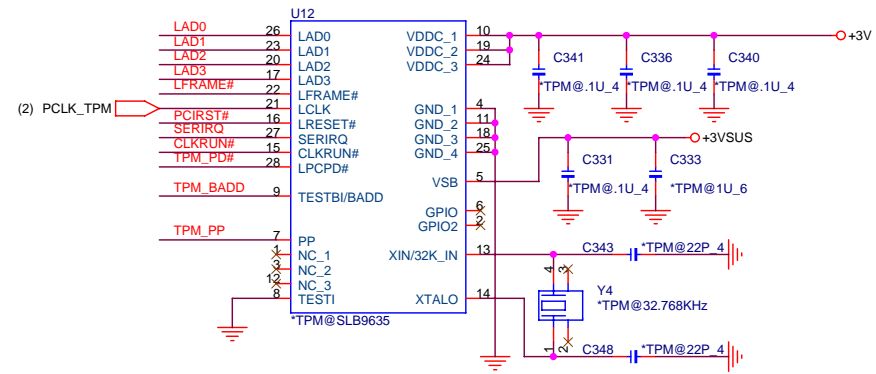 U12
LAD0 26 LAD0 VDDC_1 10 +3V
LAD1 23 LAD1 VDDC_2 19
LAD2 20 LAD2 VDDC_3 24
LAD3 17 LAD3
LFRAME# 22 LFRAME#
C341 C336 C340
*TPM@.1U_4 *TPM@.1U_4 *TPM@.1U_4
(2) PCLK_TPM 21 LCLK GND_1 4
PCIRST# 16 LRESET# GND_2 11
SERIRQ 27 SERIRQ GND_3 18 +3VSUS
CLKRUN# 15 CLKRUN# GND_4 25
TPM_PD# 28 LPCPD#
C331 C333
VSB 5
*TPM@.1U_4 *TPM@1U_6
TPM_BADD 9 TESTBI/BADD
GPIO 6
GPIO2 2
TPM_PP 7 PP
1 NC_1 XIN/32K_IN 13 C343 *TPM@22P_4
3 NC_2
12 NC_3
8 TESTI XTALO 14
4 3
Y4
*TPM@32.768KHz
1 2
*TPM@SLB9635
C348 *TPM@22P_4